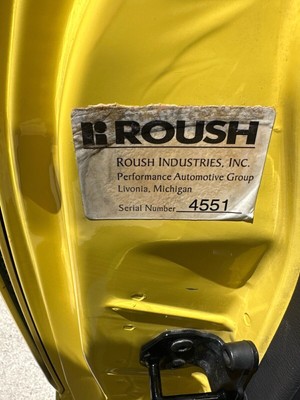 ROUSH
ROUSH INDUSTRIES, INC.
Performance Automotive Group
Livonia, Michigan
Serial Number 4551